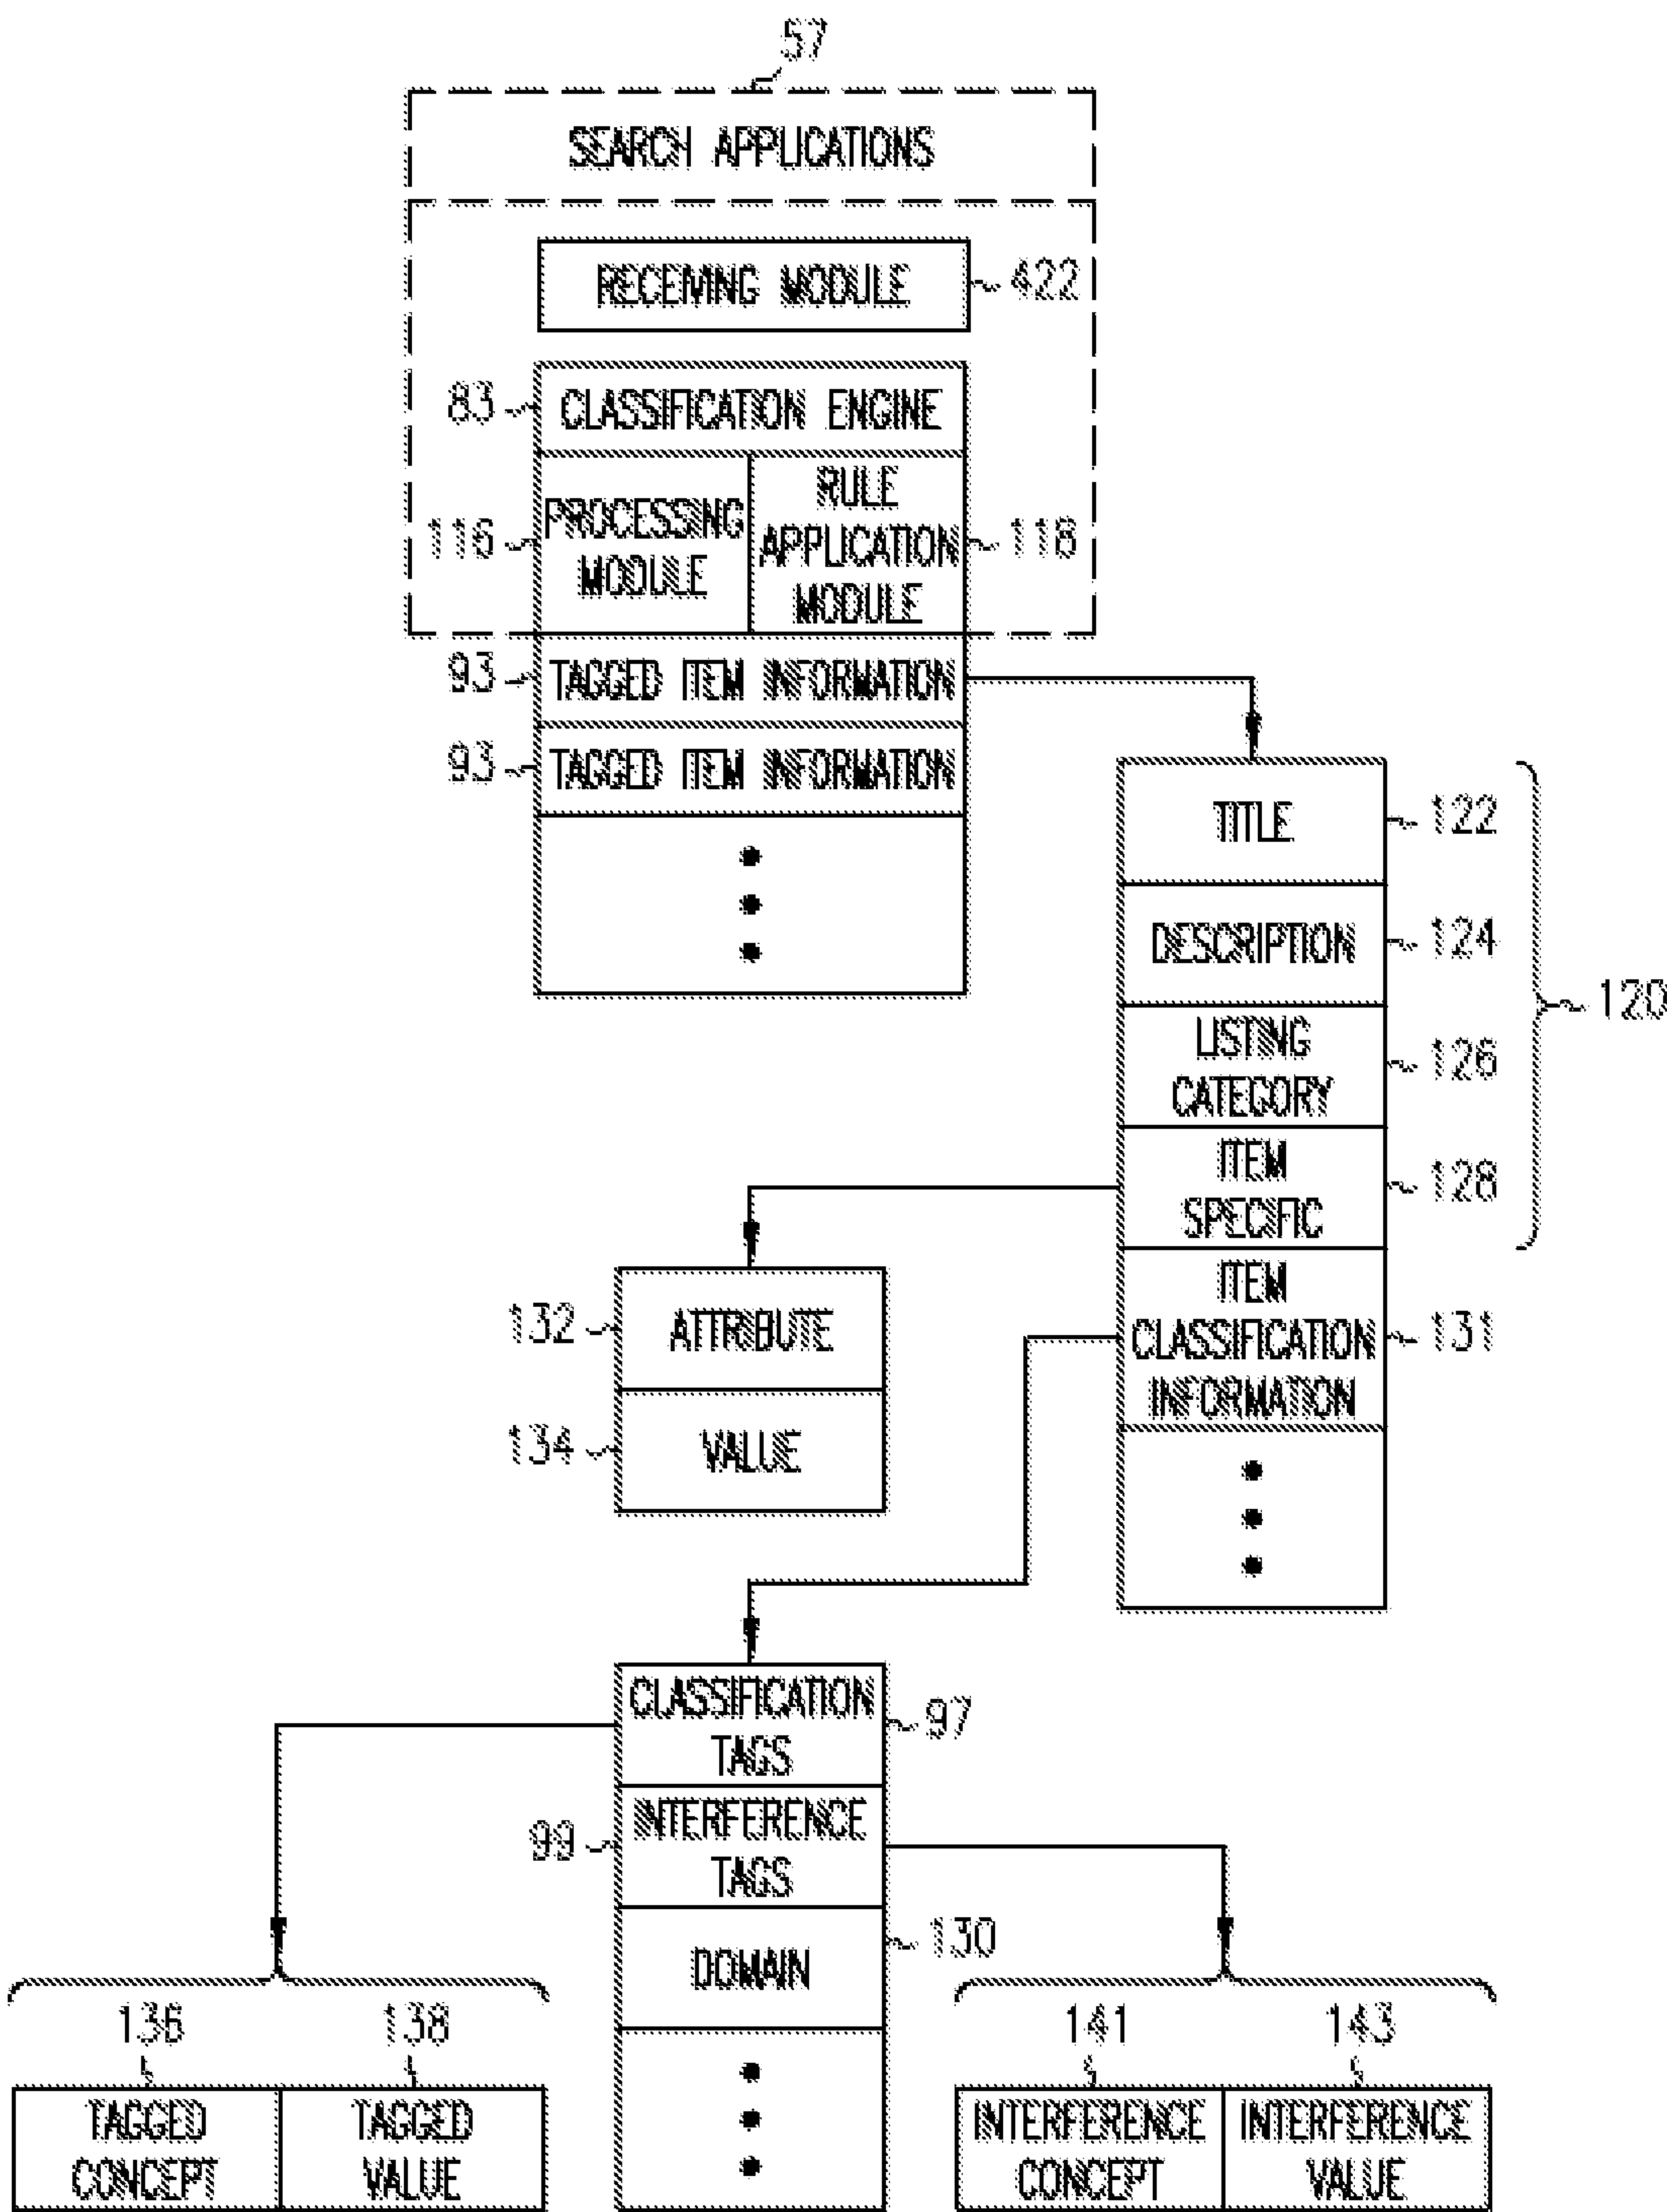 57
SEARCH APPLICATIONS
RECEIVING MODULE
422
83
CLASSIFICATION ENGINE
116
PROCESSING
MODULE
RULE
APPLICATION
MODULE
118
93
TAGGED ITEM INFORMATION
93
TAGGED ITEM INFORMATION
TITLE
122
DESCRIPTION
124
LISTING
CATEGORY
126
ITEM
SPECIFIC
128
120
ITEM
CLASSIFICATION
INFORMATION
131
132
ATTRIBUTE
134
VALUE
CLASSIFICATION
TAGS
97
99
INTERFERENCE
TAGS
DOMAIN
130
136
138
TAGGED
CONCEPT
TAGGED
VALUE
141
143
INTERFERENCE
CONCEPT
INTERFERENCE
VALUE